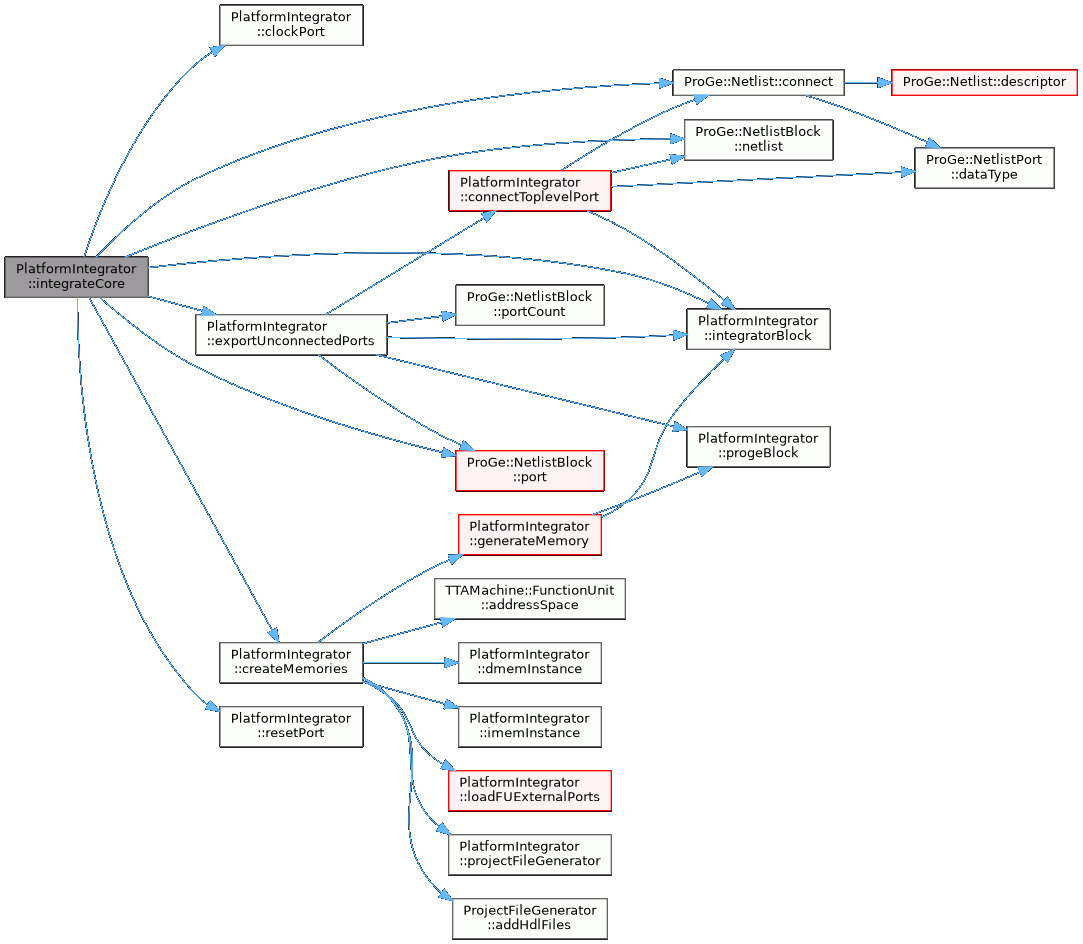 PlatformIntegrator
::clockPort
ProGe::Netlist::connect
ProGe::Netlist::descriptor
ProGe::NetlistBlock
::netlist
ProGe::NetlistPort
::dataType
PlatformIntegrator
::connectToplevelPort
PlatformIntegrator
::integrateCore
ProGe::NetlistBlock
::portCount
PlatformIntegrator
::exportUnconnectedPorts
PlatformIntegrator
::integratorBlock
PlatformIntegrator
::progeBlock
ProGe::NetlistBlock
::port
PlatformIntegrator
::generateMemory
TTAMachine::FunctionUnit
::addressSpace
PlatformIntegrator
::createMemories
PlatformIntegrator
::dmemInstance
PlatformIntegrator
::resetPort
PlatformIntegrator
::imemInstance
PlatformIntegrator
::loadFUExternalPorts
PlatformIntegrator
::projectFileGenerator
ProjectFileGenerator
::addHdlFiles